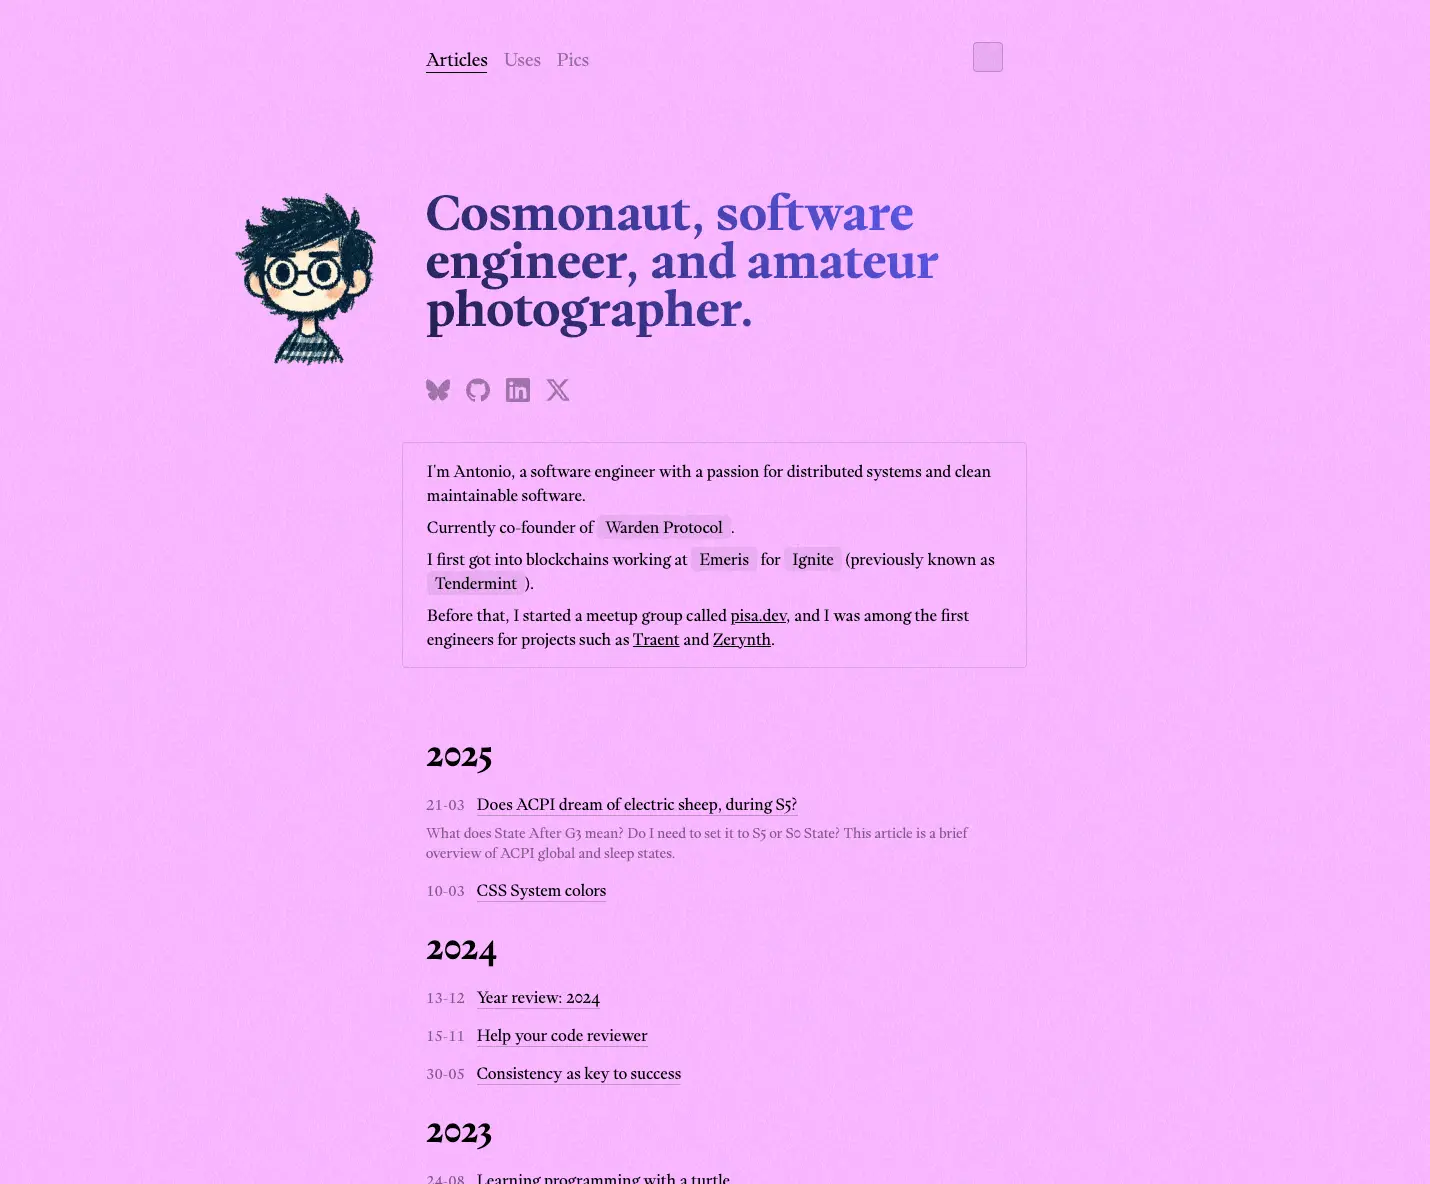 Articles Uses Pics
Cosmonaut, software
engineer, and amateur
photographer.
I'm Antonio, a software engineer with a passion for distributed systems and clean
maintainable software.
Currently co-founder of Warden Protocol .
I first got into blockchains working at Emeris for Ignite (previously known as
Tendermint ).
Before that, I started a meetup group called pisa.dev, and I was among the first
engineers for projects such as Traent and Zerynth.
2025
21-03 Does ACPI dream of electric sheep, during S5?
What does State After G3 mean? Do I need to set it to S5 or S0 State? This article is a brief
overview of ACPI global and sleep states.
10-03 CSS System colors
2024
13-12 Year review: 2024
15-11 Help your code reviewer
30-05 Consistency as key to success
2023
24-08 Learning programming with a turtle